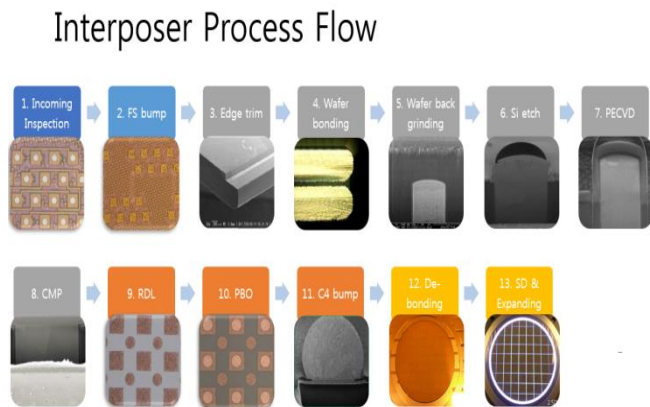 Interposer Process Flow
1. Incoming
Inspection
2. FS bump
3. Edge trim
4. Wafer
bonding
5. Wafer back
grinding
6. Si etch
7. PECVD
8. CMP
9. RDL
10. PBO
11. C4 bump
12. De-
bonding
13. SD &
Expanding